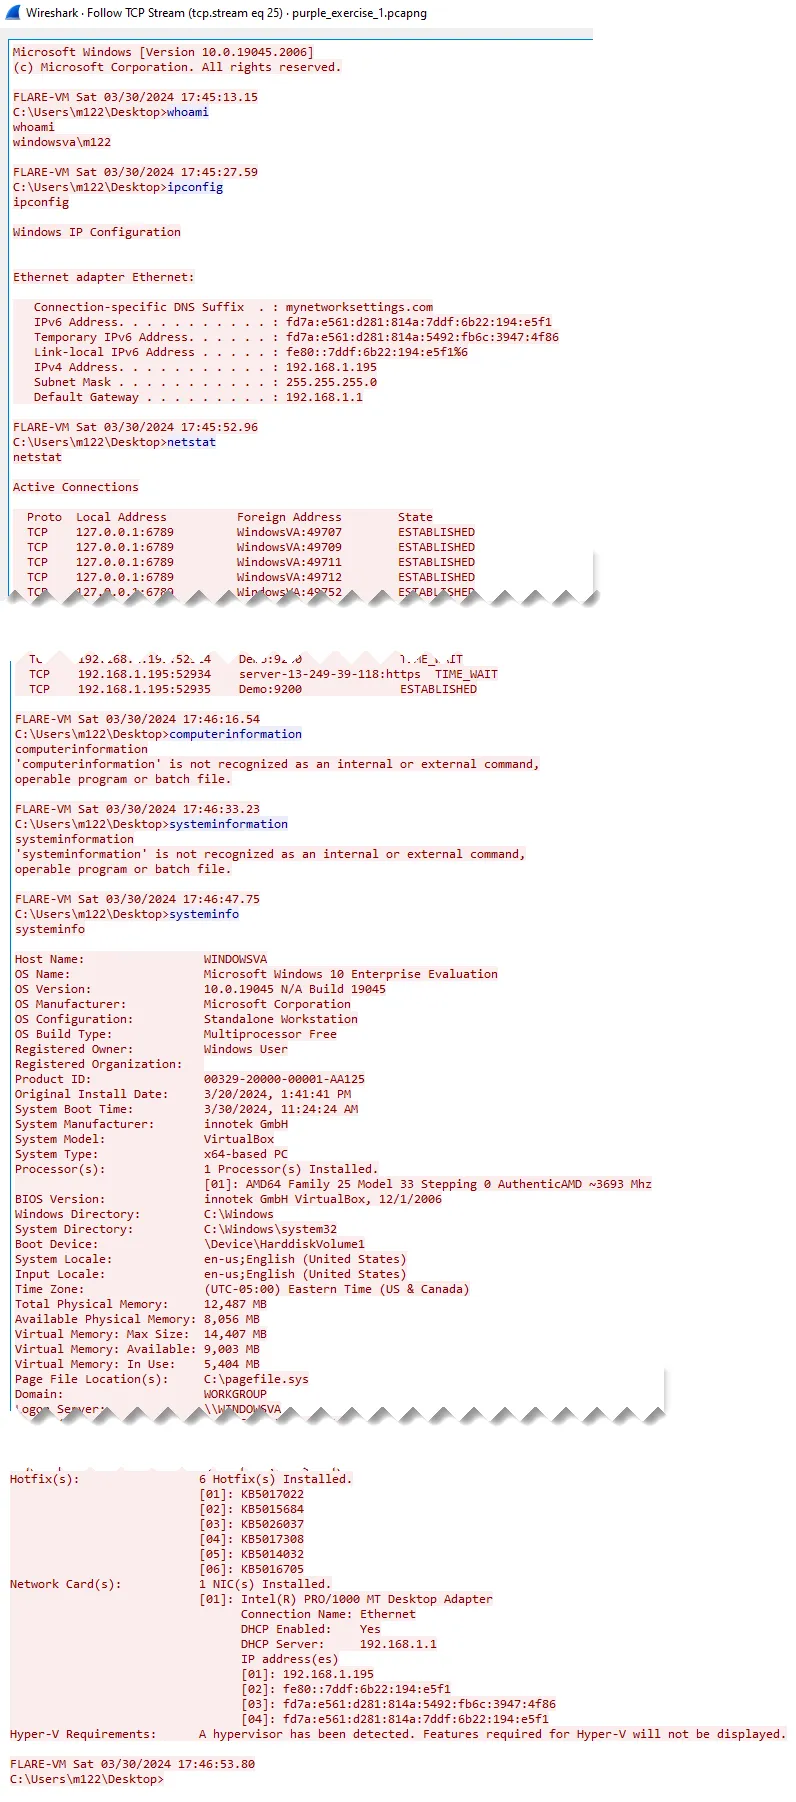 Wireshark · Follow TCP Stream (tcp.stream eq 25) · purple_exercise_1.pcapng
Microsoft Windows [Version 10.0.19045.2006]
(c) Microsoft Corporation. All rights reserved.
FLARE-VM Sat 03/30/2024 17:45:13.15
C:\Users\m122\Desktop>whoami
whoami
windowsva\m122
FLARE-VM Sat 03/30/2024 17:45:27.59
C:\Users\m122\Desktop>ipconfig
ipconfig
Windows IP Configuration
Ethernet adapter Ethernet:
Connection-specific DNS Suffix  . : mynetworksettings.com
IPv6 Address. . . . . . . . . . . : fd7a:e561:d281:814a:7ddf:6b22:194:e5f1
Temporary IPv6 Address. . . . . . : fd7a:e561:d281:814a:5492:fb6c:3947:4f86
Link-local IPv6 Address . . . . . : fe80::7ddf:6b22:194:e5f1%6
IPv4 Address. . . . . . . . . . . : 192.168.1.195
Subnet Mask . . . . . . . . . . . : 255.255.255.0
Default Gateway . . . . . . . . . : 192.168.1.1
FLARE-VM Sat 03/30/2024 17:45:52.96
C:\Users\m122\Desktop>netstat
netstat
Active Connections
Proto  Local Address          Foreign Address        State
TCP    127.0.0.1:6789         WindowsVA:49707        ESTABLISHED
TCP    127.0.0.1:6789         WindowsVA:49709        ESTABLISHED
TCP    127.0.0.1:6789         WindowsVA:49711        ESTABLISHED
TCP    127.0.0.1:6789         WindowsVA:49712        ESTABLISHED
TCP    127.0.0.1:6789         WindowsVA:49752        ESTABLISHED
TCP    192.168.1.195:52934    server-13-249-39-118:https  TIME_WAIT
TCP    192.168.1.195:52935    Demo:9200              ESTABLISHED
FLARE-VM Sat 03/30/2024 17:46:16.54
C:\Users\m122\Desktop>computerinformation
computerinformation
'computerinformation' is not recognized as an internal or external command,
operable program or batch file.
FLARE-VM Sat 03/30/2024 17:46:33.23
C:\Users\m122\Desktop>systeminformation
systeminformation
'systeminformation' is not recognized as an internal or external command,
operable program or batch file.
FLARE-VM Sat 03/30/2024 17:46:47.75
C:\Users\m122\Desktop>systeminfo
systeminfo
Host Name:                 WINDOWSVA
OS Name:                   Microsoft Windows 10 Enterprise Evaluation
OS Version:                10.0.19045 N/A Build 19045
OS Manufacturer:           Microsoft Corporation
OS Configuration:          Standalone Workstation
OS Build Type:             Multiprocessor Free
Registered Owner:          Windows User
Registered Organization:
Product ID:                00329-20000-00001-AA125
Original Install Date:     3/20/2024, 1:41:41 PM
System Boot Time:          3/30/2024, 11:24:24 AM
System Manufacturer:       innotek GmbH
System Model:              VirtualBox
System Type:               x64-based PC
Processor(s):              1 Processor(s) Installed.
[01]: AMD64 Family 25 Model 33 Stepping 0 AuthenticAMD ~3693 Mhz
BIOS Version:              innotek GmbH VirtualBox, 12/1/2006
Windows Directory:         C:\Windows
System Directory:          C:\Windows\system32
Boot Device:               \Device\HarddiskVolume1
System Locale:             en-us;English (United States)
Input Locale:              en-us;English (United States)
Time Zone:                 (UTC-05:00) Eastern Time (US & Canada)
Total Physical Memory:     12,487 MB
Available Physical Memory: 8,056 MB
Virtual Memory: Max Size:  14,407 MB
Virtual Memory: Available: 9,003 MB
Virtual Memory: In Use:    5,404 MB
Page File Location(s):     C:\pagefile.sys
Domain:                    WORKGROUP
Logon Server:              \\WINDOWSVA
Hotfix(s):                 6 Hotfix(s) Installed.
[01]: KB5017022
[02]: KB5015684
[03]: KB5026037
[04]: KB5017308
[05]: KB5014032
[06]: KB5016705
Network Card(s):           1 NIC(s) Installed.
[01]: Intel(R) PRO/1000 MT Desktop Adapter
Connection Name: Ethernet
DHCP Enabled:    Yes
DHCP Server:     192.168.1.1
IP address(es)
[01]: 192.168.1.195
[02]: fe80::7ddf:6b22:194:e5f1
[03]: fd7a:e561:d281:814a:5492:fb6c:3947:4f86
[04]: fd7a:e561:d281:814a:7ddf:6b22:194:e5f1
Hyper-V Requirements:      A hypervisor has been detected. Features required for Hyper-V will not be displayed.
FLARE-VM Sat 03/30/2024 17:46:53.80
C:\Users\m122\Desktop>